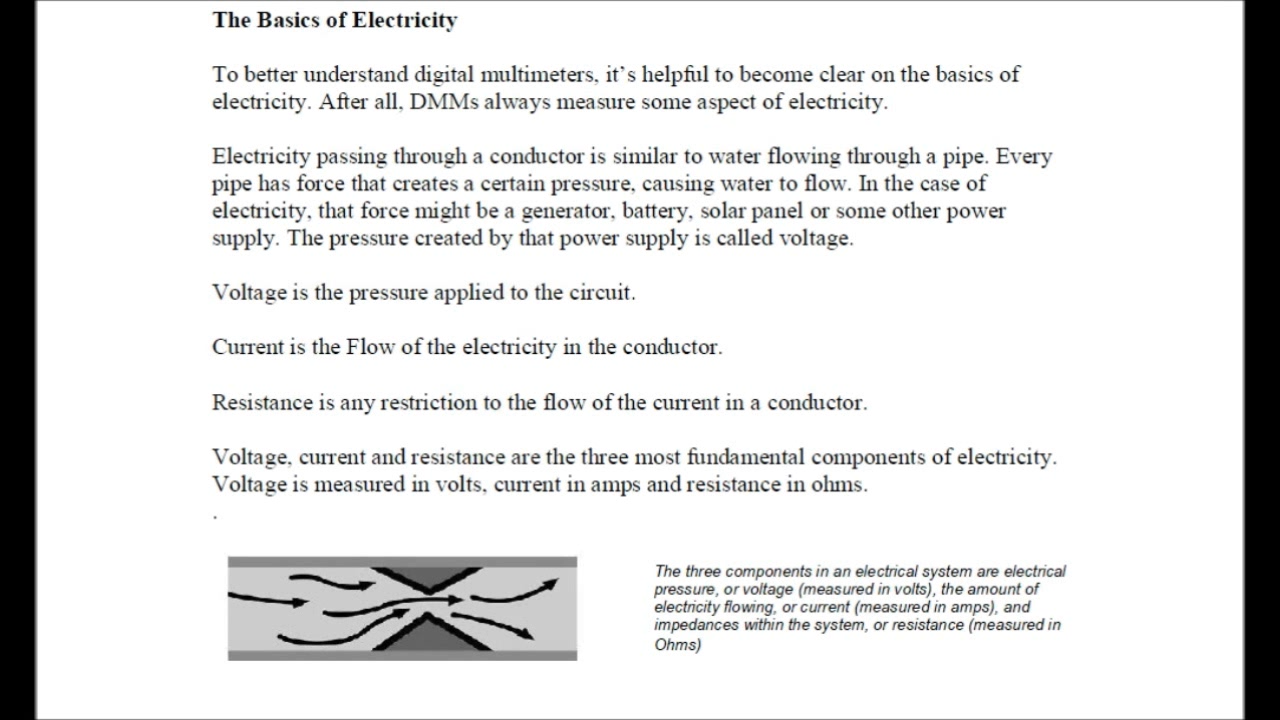 The Basics of Electricity
To better understand digital multimeters, it's helpful to become clear on the basics of
electricity. After all, DMMs always measure some aspect of electricity.
Electricity passing through a conductor is similar to water flowing through a pipe. Every
pipe has force that creates a certain pressure, causing water to flow. In the case of
electricity, that force might be a generator, battery, solar panel or some other power
supply. The pressure created by that power supply is called voltage.
Voltage is the pressure applied to the circuit.
Current is the Flow of the electricity in the conductor.
Resistance is any restriction to the flow of the current in a conductor.
Voltage, current and resistance are the three most fundamental components of electricity.
Voltage is measured in volts, current in amps and resistance in ohms.
.
The three components in an electrical system are electrical
pressure, or voltage (measured in volts), the amount of
electricity flowing, or current (measured in amps), and
impedances within the system, or resistance (measured in
Ohms)